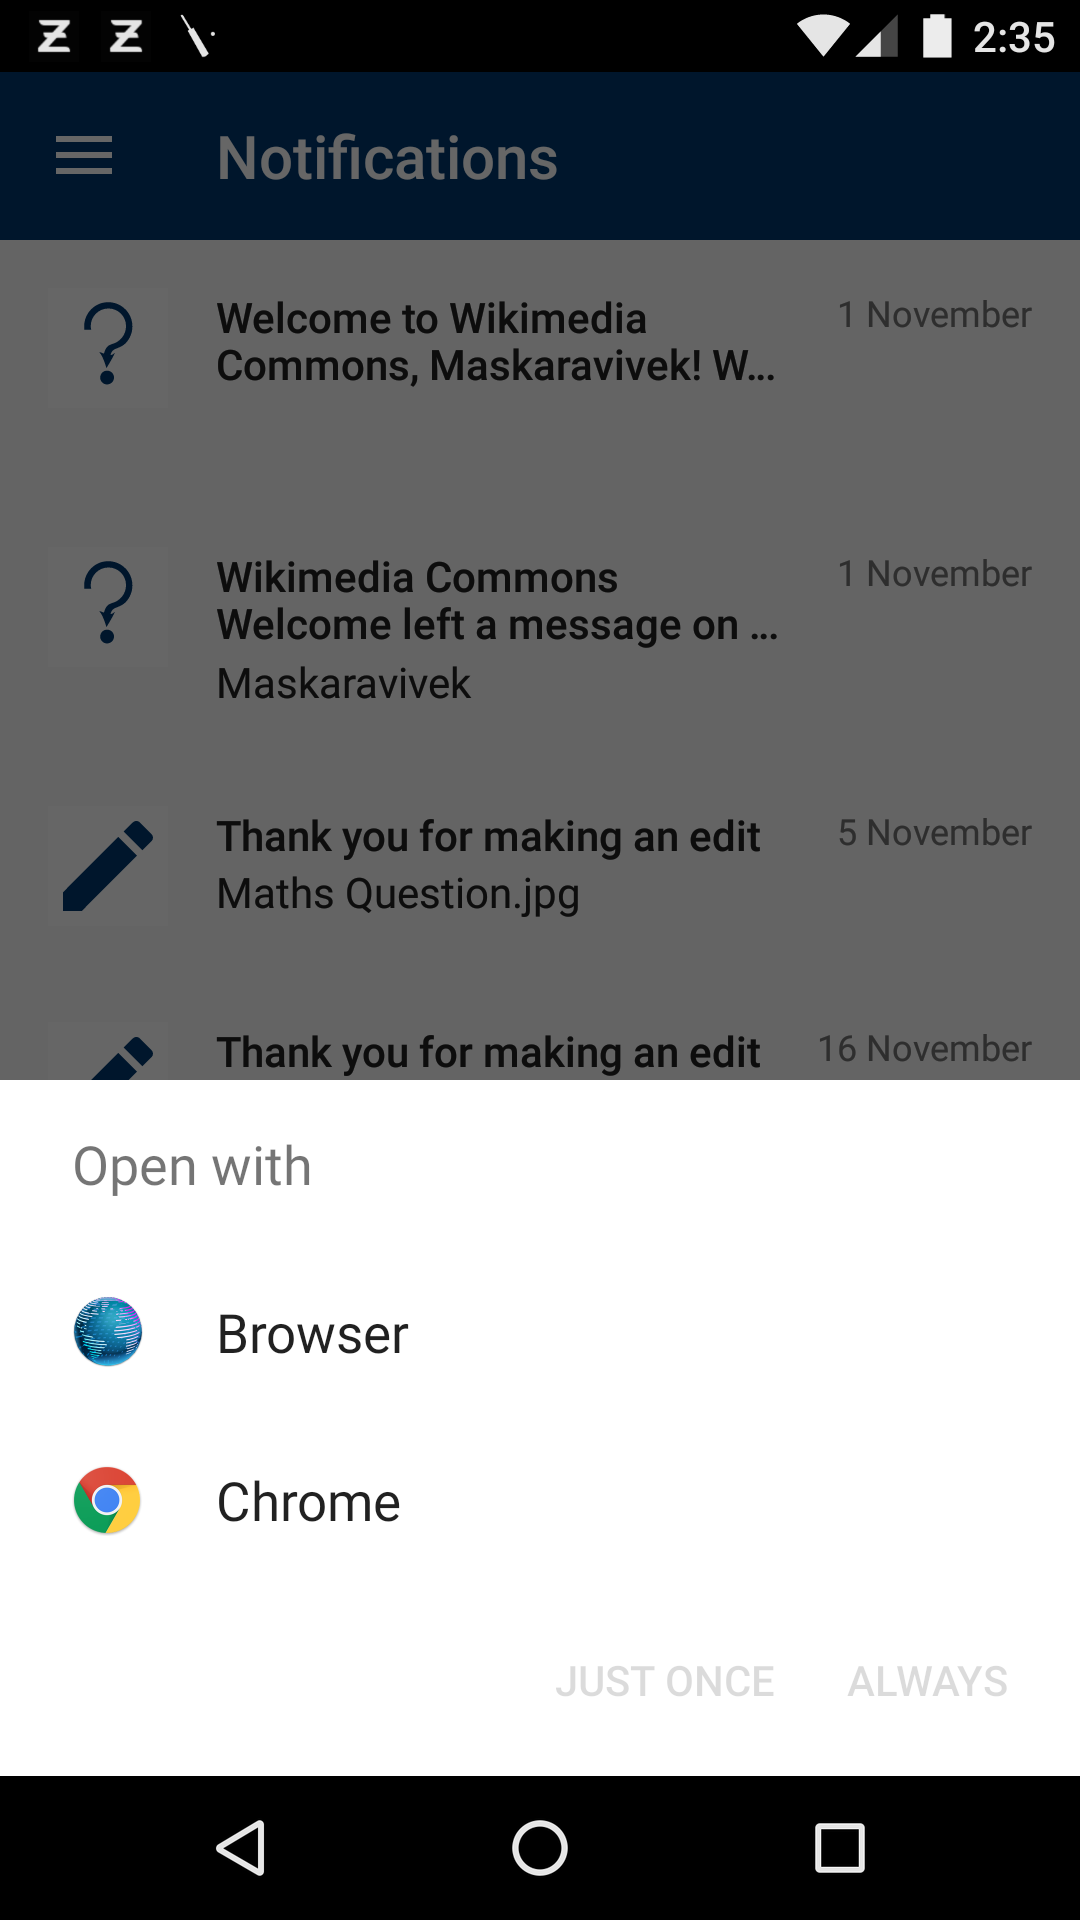 2:35
Notifications
Welcome to Wikimedia
Commons, Maskaravivek! W...
1 November
Wikimedia Commons
Welcome left a message on ...
Maskaravivek
1 November
Thank you for making an edit
Maths Question.jpg
5 November
Thank you for making an edit
16 November
Open with
Browser
Chrome
JUST ONCE
ALWAYS